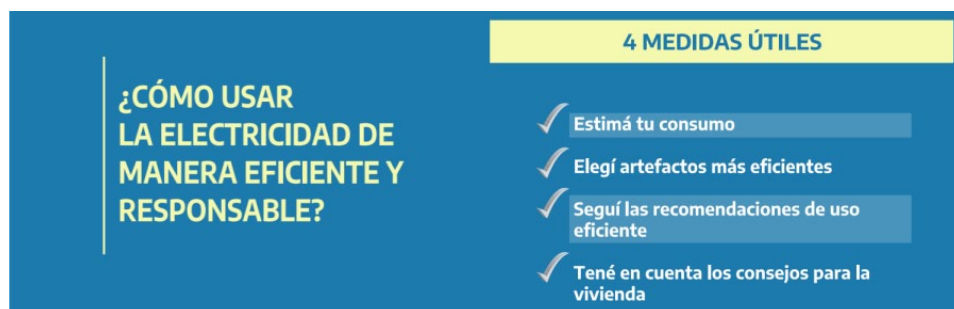 ¿CÓMO USAR
LA ELECTRICIDAD DE
MANERA EFICIENTE Y
RESPONSABLE?
4 MEDIDAS ÚTILES
Estimá tu consumo
Elegí artefactos más eficientes
Seguí las recomendaciones de uso
eficiente
Tené en cuenta los consejos para la
vivienda